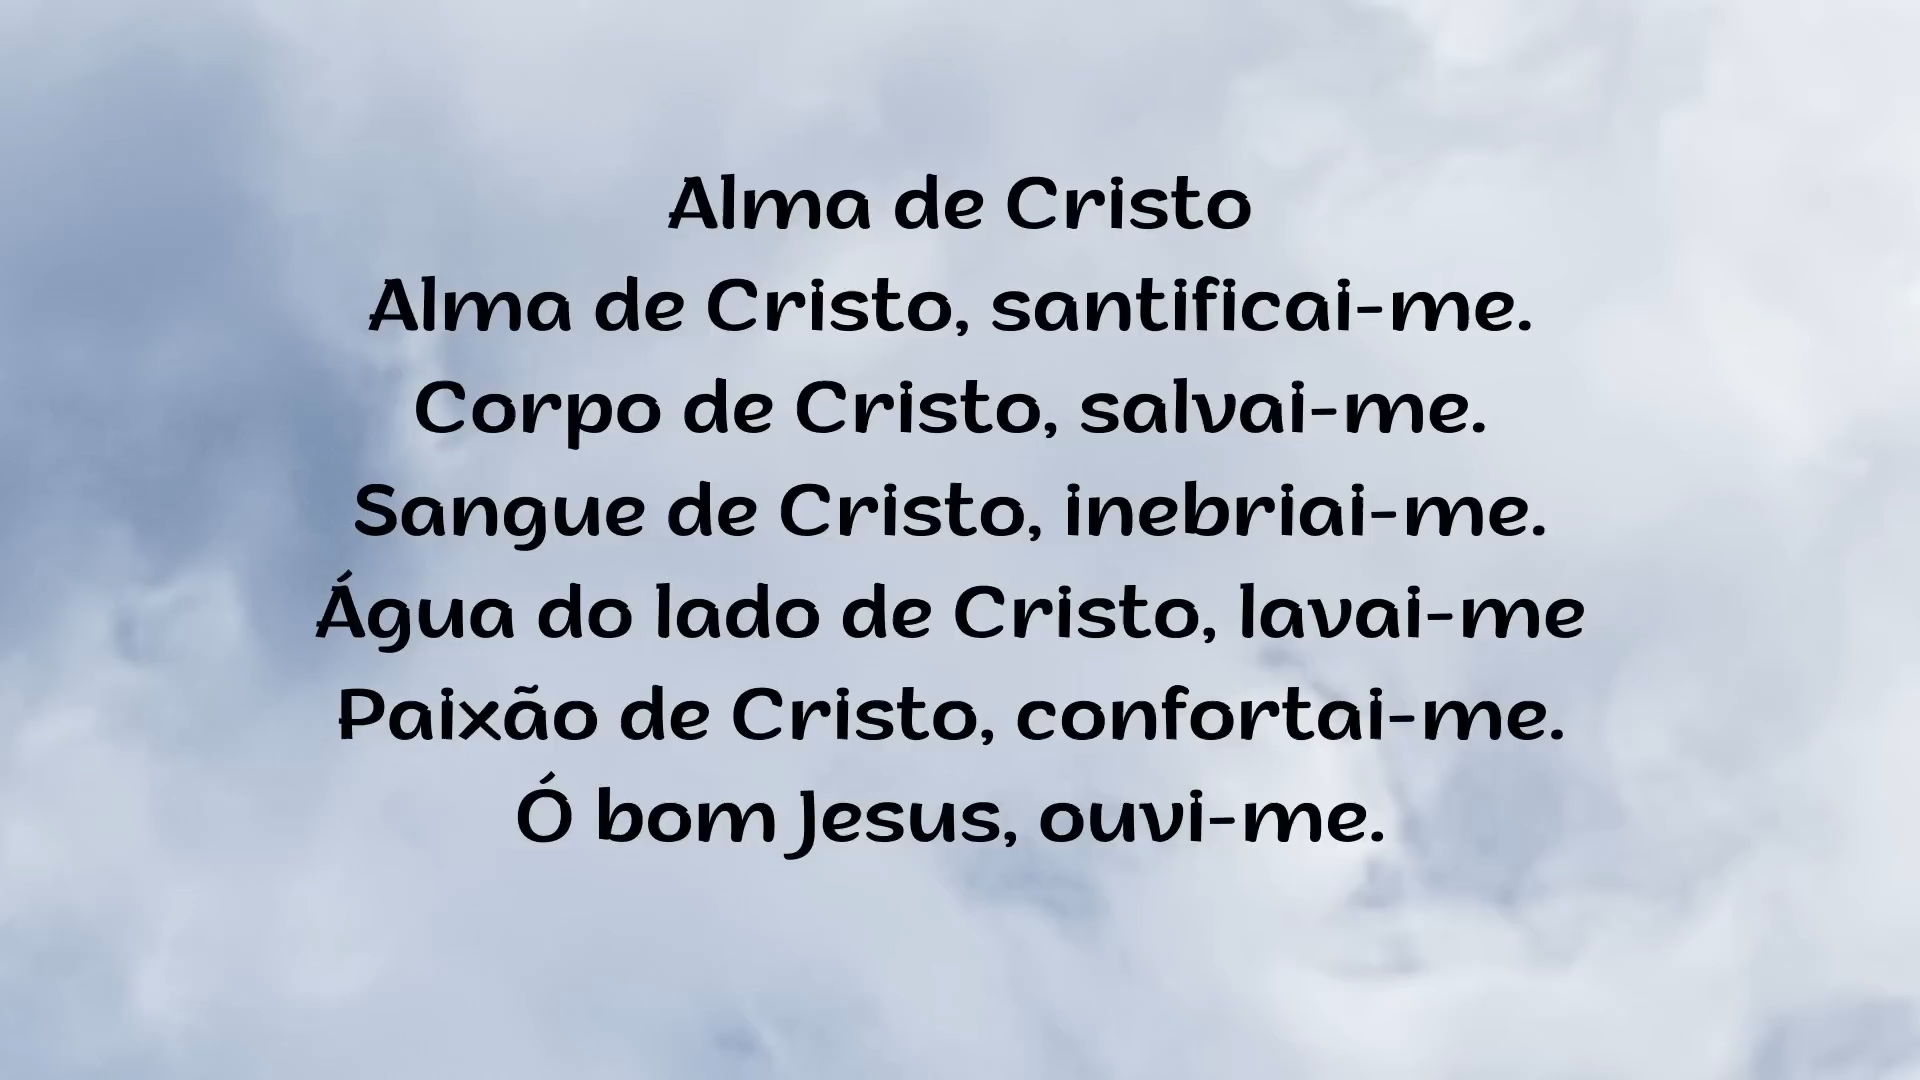 Alma de Cristo
Alma de Cristo, santificai-me.
Corpo de Cristo, salvai-me.
Sangue de Cristo, inebriai-me.
Água do lado de Cristo, lavai-me
Paixão de Cristo, confortai-me.
Ó bom Jesus, ouvi-me.